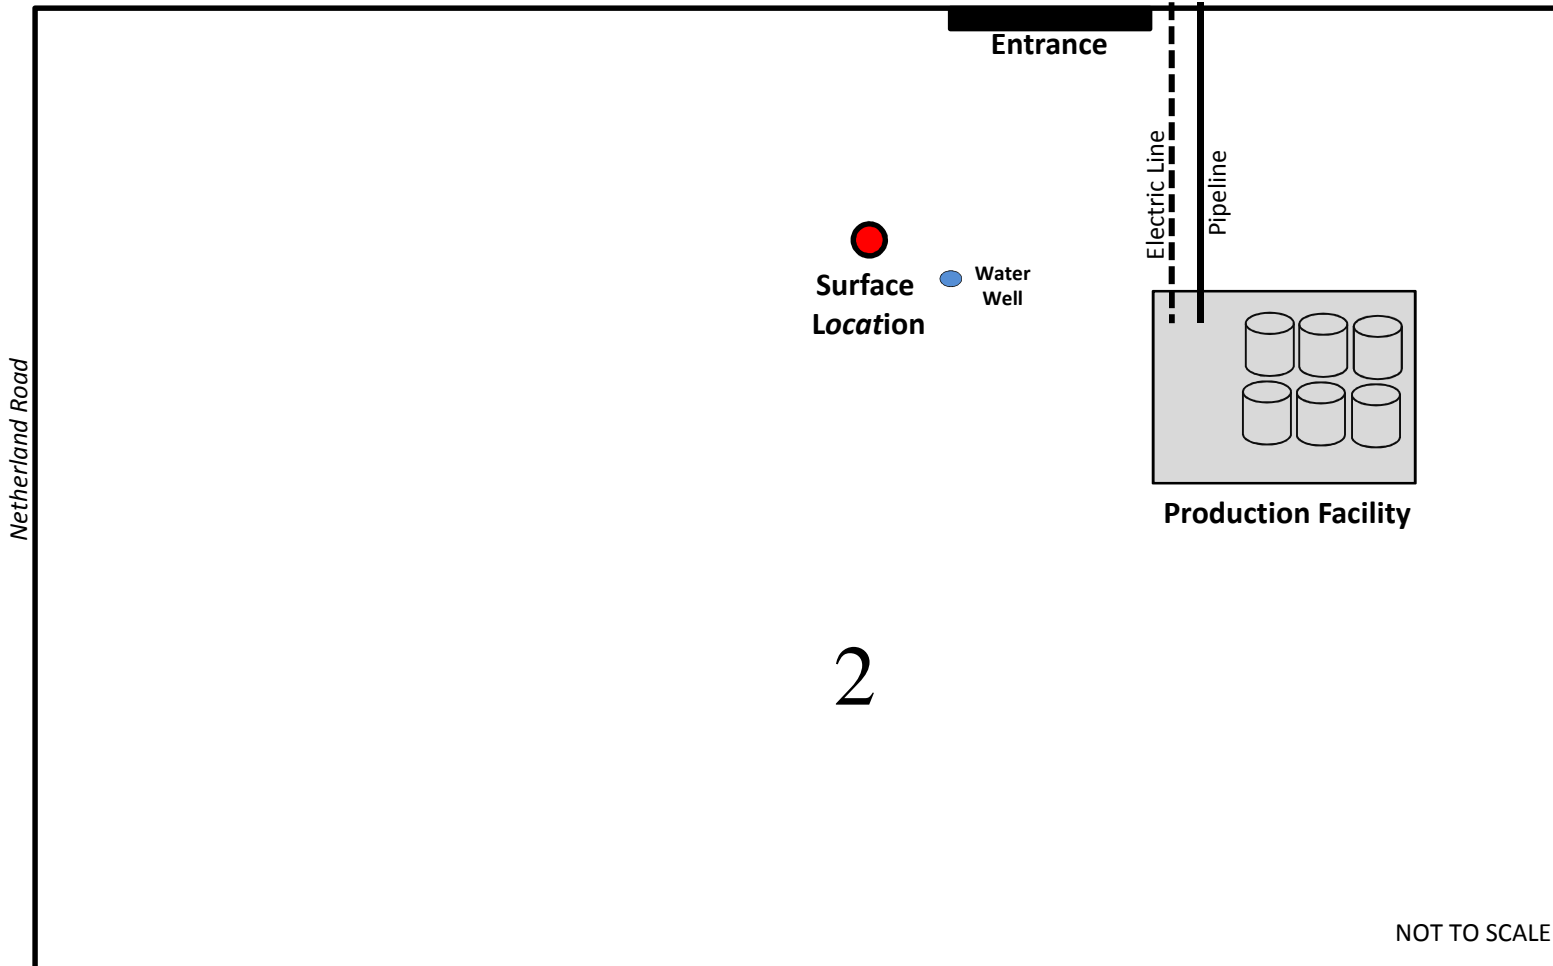 Entrance
Electric Line
Pipeline
Surface
Location
Water
Well
Netherland Road
Production Facility
2
NOT TO SCALE